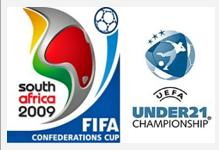 south
africa
2009
FIFA
CONFEDERATIONS CUP
UEFA
UNDER21
CHAMPIONSHIP